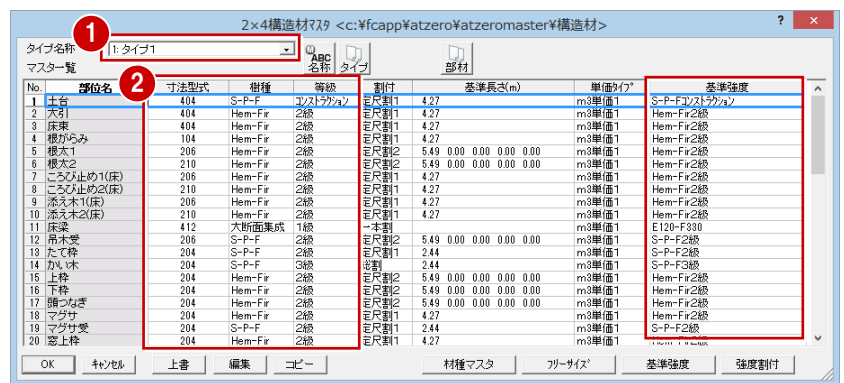 2×4構造材ﾏｽﾀ <c:¥fcapp¥atzero¥atzeromaster¥構造材>
? ×
1
タイプ名称 1: タイプ1 ABC 名称 タイプ 部材
マスタ一覧
2
No. 部位名 寸法型式 樹種 等級 割付 基準長さ(m) 単価ﾀｲﾌﾟ 基準強度
1 土台 404 S-P-F ｺﾝｽﾄﾗｸｼｮﾝ 定尺割1 4.27 m3単価1 S-P-Fｺﾝｽﾄﾗｸｼｮﾝ
2 大引 404 Hem-Fir 2級 定尺割1 4.27 m3単価1 Hem-Fir2級
3 床束 404 Hem-Fir 2級 定尺割1 4.27 m3単価1 Hem-Fir2級
4 根がらみ 104 Hem-Fir 2級 定尺割1 4.27 m3単価1 Hem-Fir2級
5 根太1 206 Hem-Fir 2級 定尺割2 5.49 0.00 0.00 0.00 0.00 m3単価1 Hem-Fir2級
6 根太2 210 Hem-Fir 2級 定尺割2 5.49 0.00 0.00 0.00 0.00 m3単価1 Hem-Fir2級
7 ころび止め1(床) 206 Hem-Fir 2級 定尺割1 4.27 m3単価1 Hem-Fir2級
8 ころび止め2(床) 210 Hem-Fir 2級 定尺割1 4.27 m3単価1 Hem-Fir2級
9 添え木1(床) 206 Hem-Fir 2級 定尺割1 4.27 m3単価1 Hem-Fir2級
10 添え木2(床) 210 Hem-Fir 2級 定尺割1 4.27 m3単価1 Hem-Fir2級
11 床梁 412 大断面集成 1級 一本割 m3単価1 E120-F330
12 吊木受 206 S-P-F 2級 定尺割2 5.49 0.00 0.00 0.00 0.00 m3単価1 S-P-F2級
13 たて枠 204 S-P-F 2級 定尺割1 2.44 m3単価1 S-P-F2級
14 かい木 204 S-P-F 3級 総割 2.44 m3単価1 S-P-F3級
15 上枠 204 Hem-Fir 2級 定尺割2 5.49 0.00 0.00 0.00 0.00 m3単価1 Hem-Fir2級
16 下枠 204 Hem-Fir 2級 定尺割2 5.49 0.00 0.00 0.00 0.00 m3単価1 Hem-Fir2級
17 頭つなぎ 204 Hem-Fir 2級 定尺割2 5.49 0.00 0.00 0.00 0.00 m3単価1 Hem-Fir2級
18 マグサ 204 Hem-Fir 2級 定尺割1 4.27 m3単価1 Hem-Fir2級
19 マグサ受 204 S-P-F 2級 定尺割1 2.44 m3単価1 S-P-F2級
20 窓上枠 204 Hem-Fir 2級 定尺割1 4.27 m3単価1 Hem-Fir2級
OK ｷｬﾝｾﾙ 上書 編集 コピー 材種マスタ ﾌﾘｰｻｲｽﾞ 基準強度 強度割付